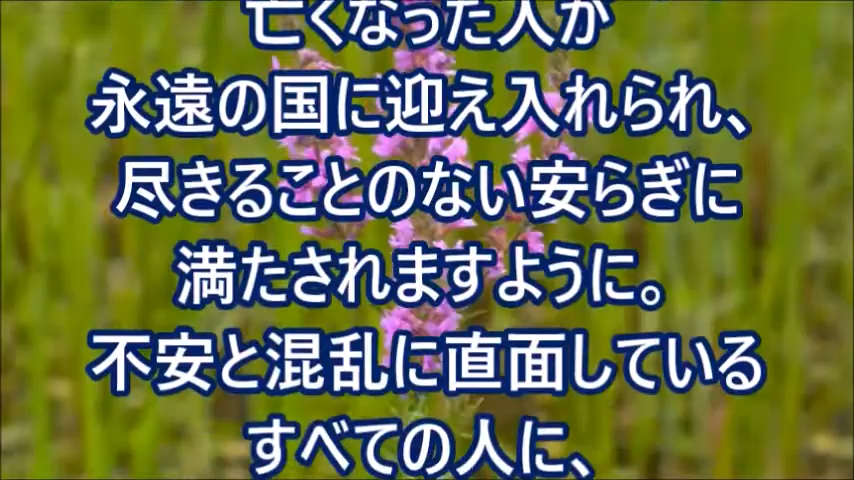 亡くなった人が
永遠の国に迎え入れられ、
尽きることのない安らぎに
満たされますように。
不安と混乱に直面している
すべての人に、